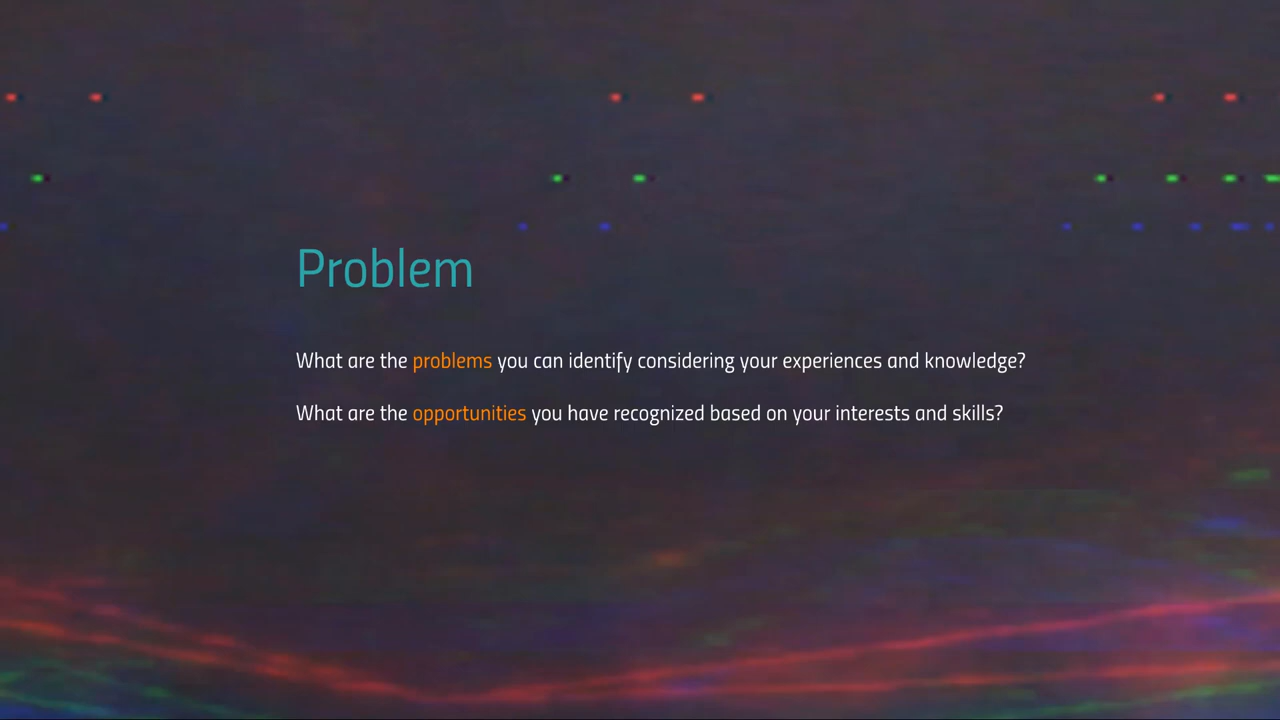 Problem
What are the problems you can identify considering your experiences and knowledge?
What are the opportunities you have recognized based on your interests and skills?